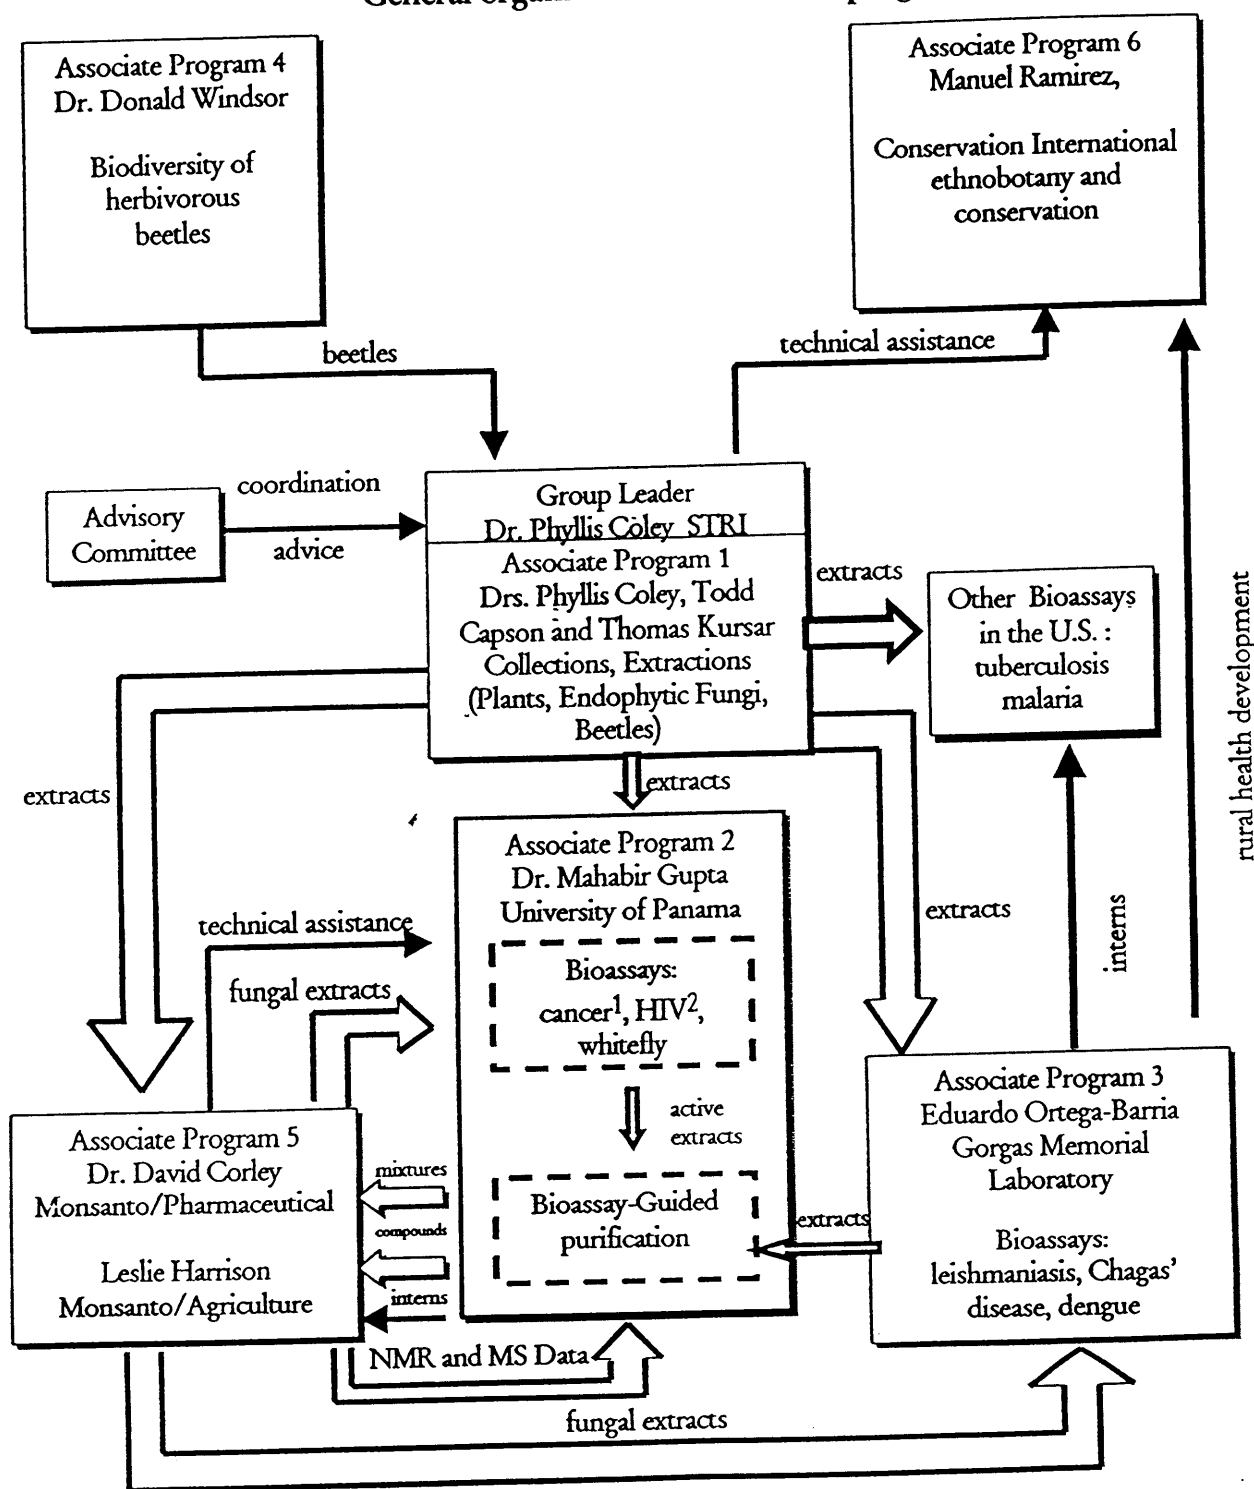 General organ
Associate Program 4
Dr. Donald Windsor
Biodiversity of
herbivorous
beetles
Associate Program 6
Manuel Ramirez,
Conservation International
ethnobotany and
conservation
beetles
technical assistance
Advisory
Committee
coordination
advice
Group Leader
Dr. Phyllis Coley STRI
Associate Program 1
Drs. Phyllis Coley, Todd
Capson and Thomas Kursar
Collections, Extractions
(Plants, Endophytic Fungi,
Beetles)
extracts
Other Bioassays
in the U.S. :
tuberculosis
malaria
rural health development
extracts
extracts
extracts
interns
Associate Program 2
Dr. Mahabir Gupta
University of Panama
Bioassays:
cancer¹, HIV²,
whitefly
active
extracts
Bioassay-Guided
purification
technical assistance
fungal extracts
Associate Program 5
Dr. David Corley
Monsanto/Pharmaceutical
Leslie Harrison
Monsanto/Agriculture
mixtures
compounds
interns
extracts
Associate Program 3
Eduardo Ortega-Barria
Gorgas Memorial
Laboratory
Bioassays:
leishmaniasis, Chagas'
disease, dengue
NMR and MS Data
fungal extracts